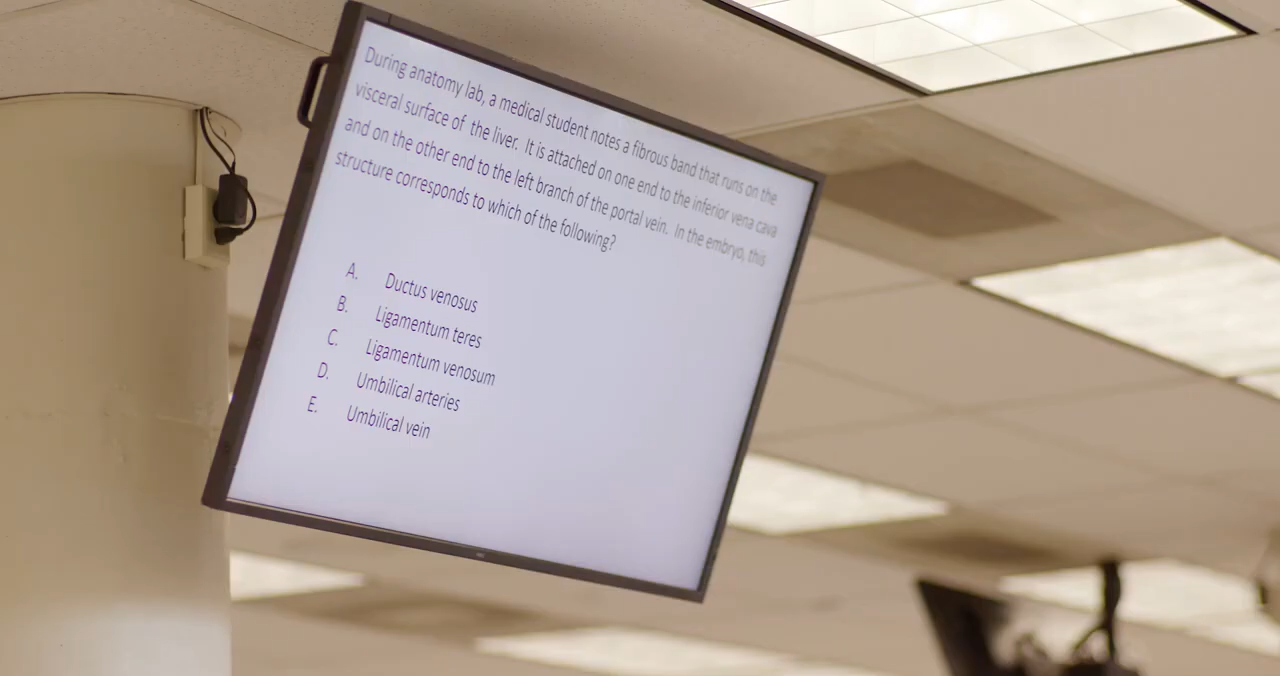 During anatomy lab, a medical student notes a fibrous band that runs on the
visceral surface of the liver. It is attached on one end to the inferior vena cava
and on the other end to the left branch of the portal vein. In the embryo, this
structure corresponds to which of the following?
A. Ductus venosus
B. Ligamentum teres
C. Ligamentum venosum
D. Umbilical arteries
E. Umbilical vein